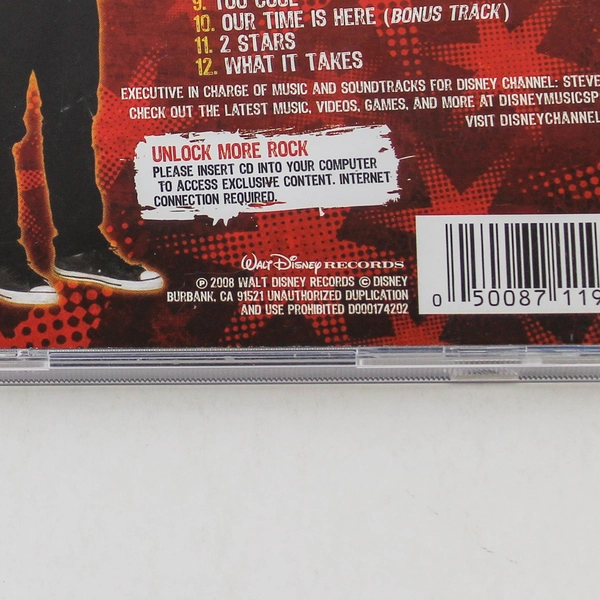 9. TOO COOL
10. OUR TIME IS HERE (BONUS TRACK)
11. 2 STARS
12. WHAT IT TAKES
EXECUTIVE IN CHARGE OF MUSIC AND SOUNDTRACKS FOR DISNEY CHANNEL: STEVE
CHECK OUT THE LATEST MUSIC, VIDEOS, GAMES, AND MORE AT DISNEYMUSICSP
VISIT DISNEYCHANNEL
UNLOCK MORE ROCK
PLEASE INSERT CD INTO YOUR COMPUTER
TO ACCESS EXCLUSIVE CONTENT. INTERNET
CONNECTION REQUIRED.
WALT DISNEY RECORDS
℗ 2008 WALT DISNEY RECORDS © DISNEY
BURBANK, CA 91521 UNAUTHORIZED DUPLICATION
AND USE PROHIBITED D000174202
0 50087 119